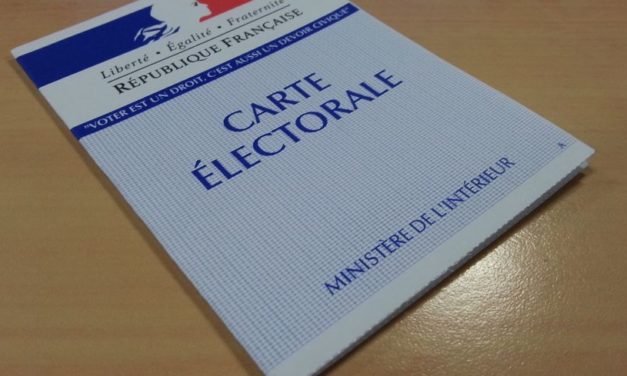 Liberté • Égalité • Fraternité
RÉPUBLIQUE FRANÇAISE
"VOTER EST UN DROIT, C'EST AUSSI UN DEVOIR CIVIQUE"
CARTE
ÉLECTORALE
MINISTÈRE DE L'INTÉRIEUR
A